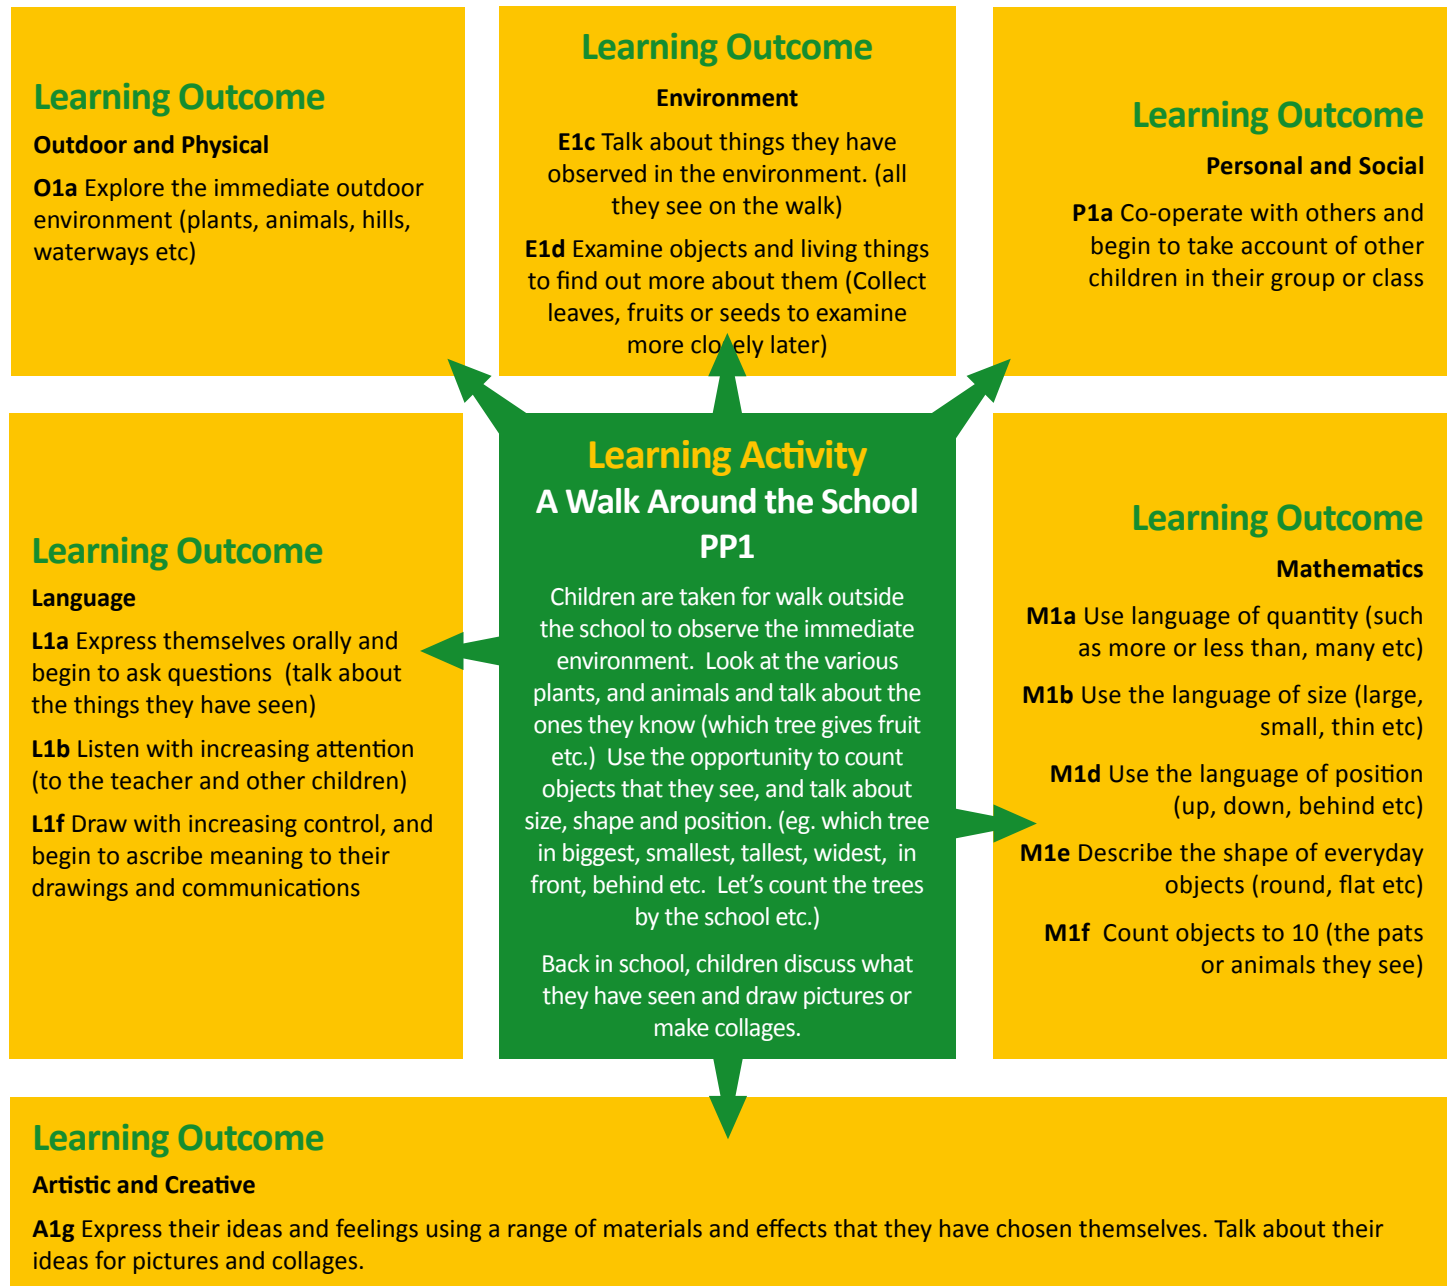 Learning Outcome
Outdoor and Physical
O1a Explore the immediate outdoor
environment (plants, animals, hills,
waterways etc)
Learning Outcome
Environment
E1c Talk about things they have
observed in the environment. (all
they see on the walk)
E1d Examine objects and living things
to find out more about them (Collect
leaves, fruits or seeds to examine
more closely later)
Learning Outcome
Personal and Social
P1a Co-operate with others and
begin to take account of other
children in their group or class
Learning Outcome
Language
L1a Express themselves orally and
begin to ask questions (talk about
the things they have seen)
L1b Listen with increasing attention
(to the teacher and other children)
L1f Draw with increasing control, and
begin to ascribe meaning to their
drawings and communications
Learning Activity
A Walk Around the School
PP1
Children are taken for walk outside
the school to observe the immediate
environment. Look at the various
plants, and animals and talk about the
ones they know (which tree gives fruit
etc.) Use the opportunity to count
objects that they see, and talk about
size, shape and position. (eg. which tree
in biggest, smallest, tallest, widest, in
front, behind etc. Let's count the trees
by the school etc.)
Back in school, children discuss what
they have seen and draw pictures or
make collages.
Learning Outcome
Mathematics
M1a Use language of quantity (such
as more or less than, many etc)
M1b Use the language of size (large,
small, thin etc)
M1d Use the language of position
(up, down, behind etc)
M1e Describe the shape of everyday
objects (round, flat etc)
M1f Count objects to 10 (the pats
or animals they see)
Learning Outcome
Artistic and Creative
A1g Express their ideas and feelings using a range of materials and effects that they have chosen themselves. Talk about their
ideas for pictures and collages.